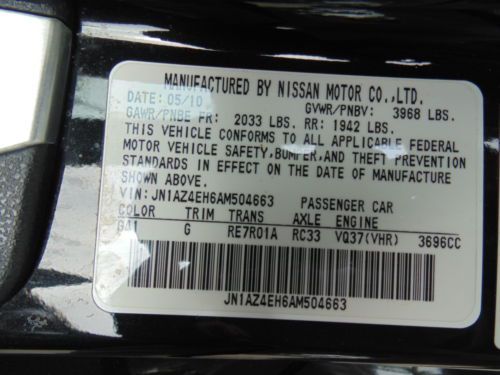 MANUFACTURED BY NISSAN MOTOR CO.,LTD.
DATE: 05/10 GVWR/PNBV: 3968 LBS.
GAWR/PNBE FR: 2033 LBS. RR: 1942 LBS.
THIS VEHICLE CONFORMS TO ALL APPLICABLE FEDERAL
MOTOR VEHICLE SAFETY,BUMPER,AND THEFT PREVENTION
STANDARDS IN EFFECT ON THE DATE OF MANUFACTURE
SHOWN ABOVE.
VIN: JN1AZ4EH6AM504663 PASSENGER CAR
COLOR TRIM TRANS AXLE ENGINE
G41 G RE7R01A RC33 VQ37(VHR) 3696CC
JN1AZ4EH6AM504663